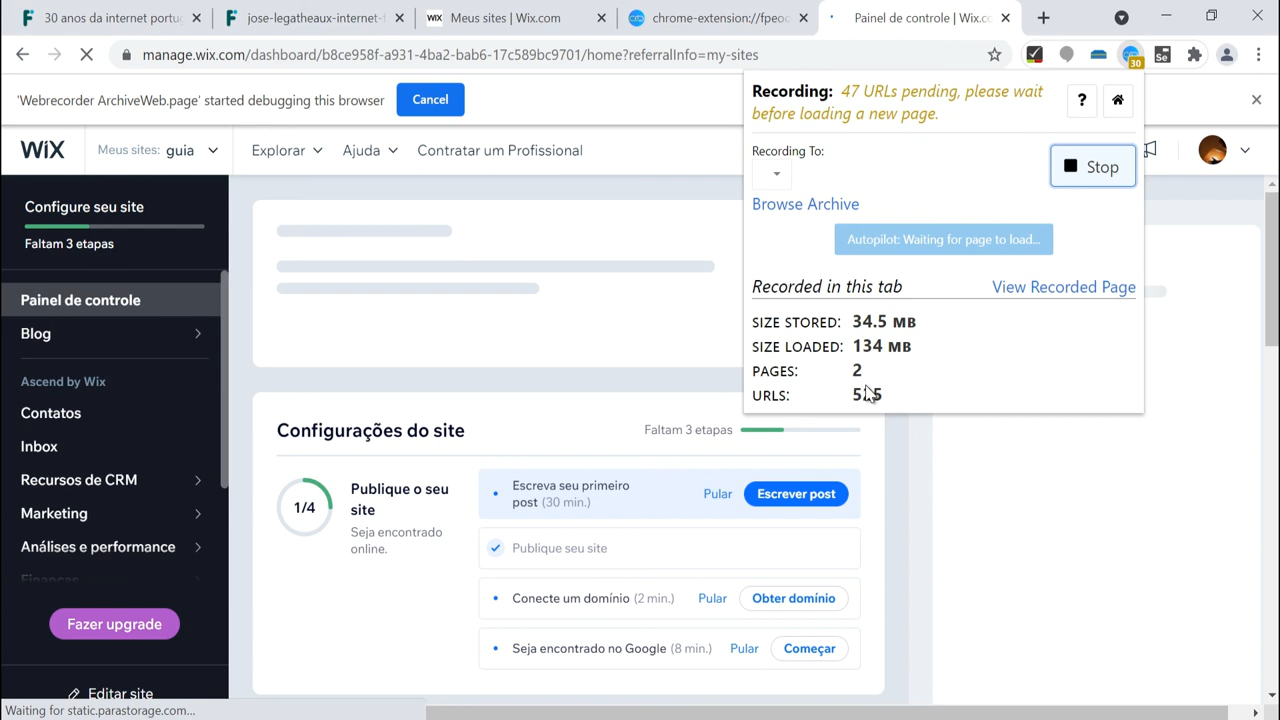 30 anos da internet portug
jose-legatheaux-internet-f
WIX Meus sites | Wix.com
chrome-extension://fpeoc
Painel de controle | Wix.co
manage.wix.com/dashboard/b8ce958f-a931-4ba2-bab6-17c589bc9701/home?referralInfo=my-sites
30
Se
'Webrecorder ArchiveWeb.page' started debugging this browser
Cancel
Recording: 47 URLs pending, please wait
before loading a new page.
?
Recording To:
Stop
Browse Archive
Autopilot: Waiting for page to load...
Recorded in this tab
View Recorded Page
SIZE STORED: 34.5 MB
SIZE LOADED: 134 MB
PAGES: 2
URLS:
WiX
Meus sites: guia
Explorar
Ajuda
Contratar um Profissional
Configure seu site
Faltam 3 etapas
Painel de controle
Blog
Ascend by Wix
Contatos
Inbox
Recursos de CRM
Marketing
Análises e performance
Finanças
Fazer upgrade
Editar site
Configurações do site
Faltam 3 etapas
1/4
Publique o seu
site
Seja encontrado
online.
Escreva seu primeiro
post (30 min.)
Pular
Escrever post
Publique seu site
Conecte um domínio (2 min.)
Pular
Obter domínio
Seja encontrado no Google (8 min.)
Pular
Começar
Waiting for static.parastorage.com...